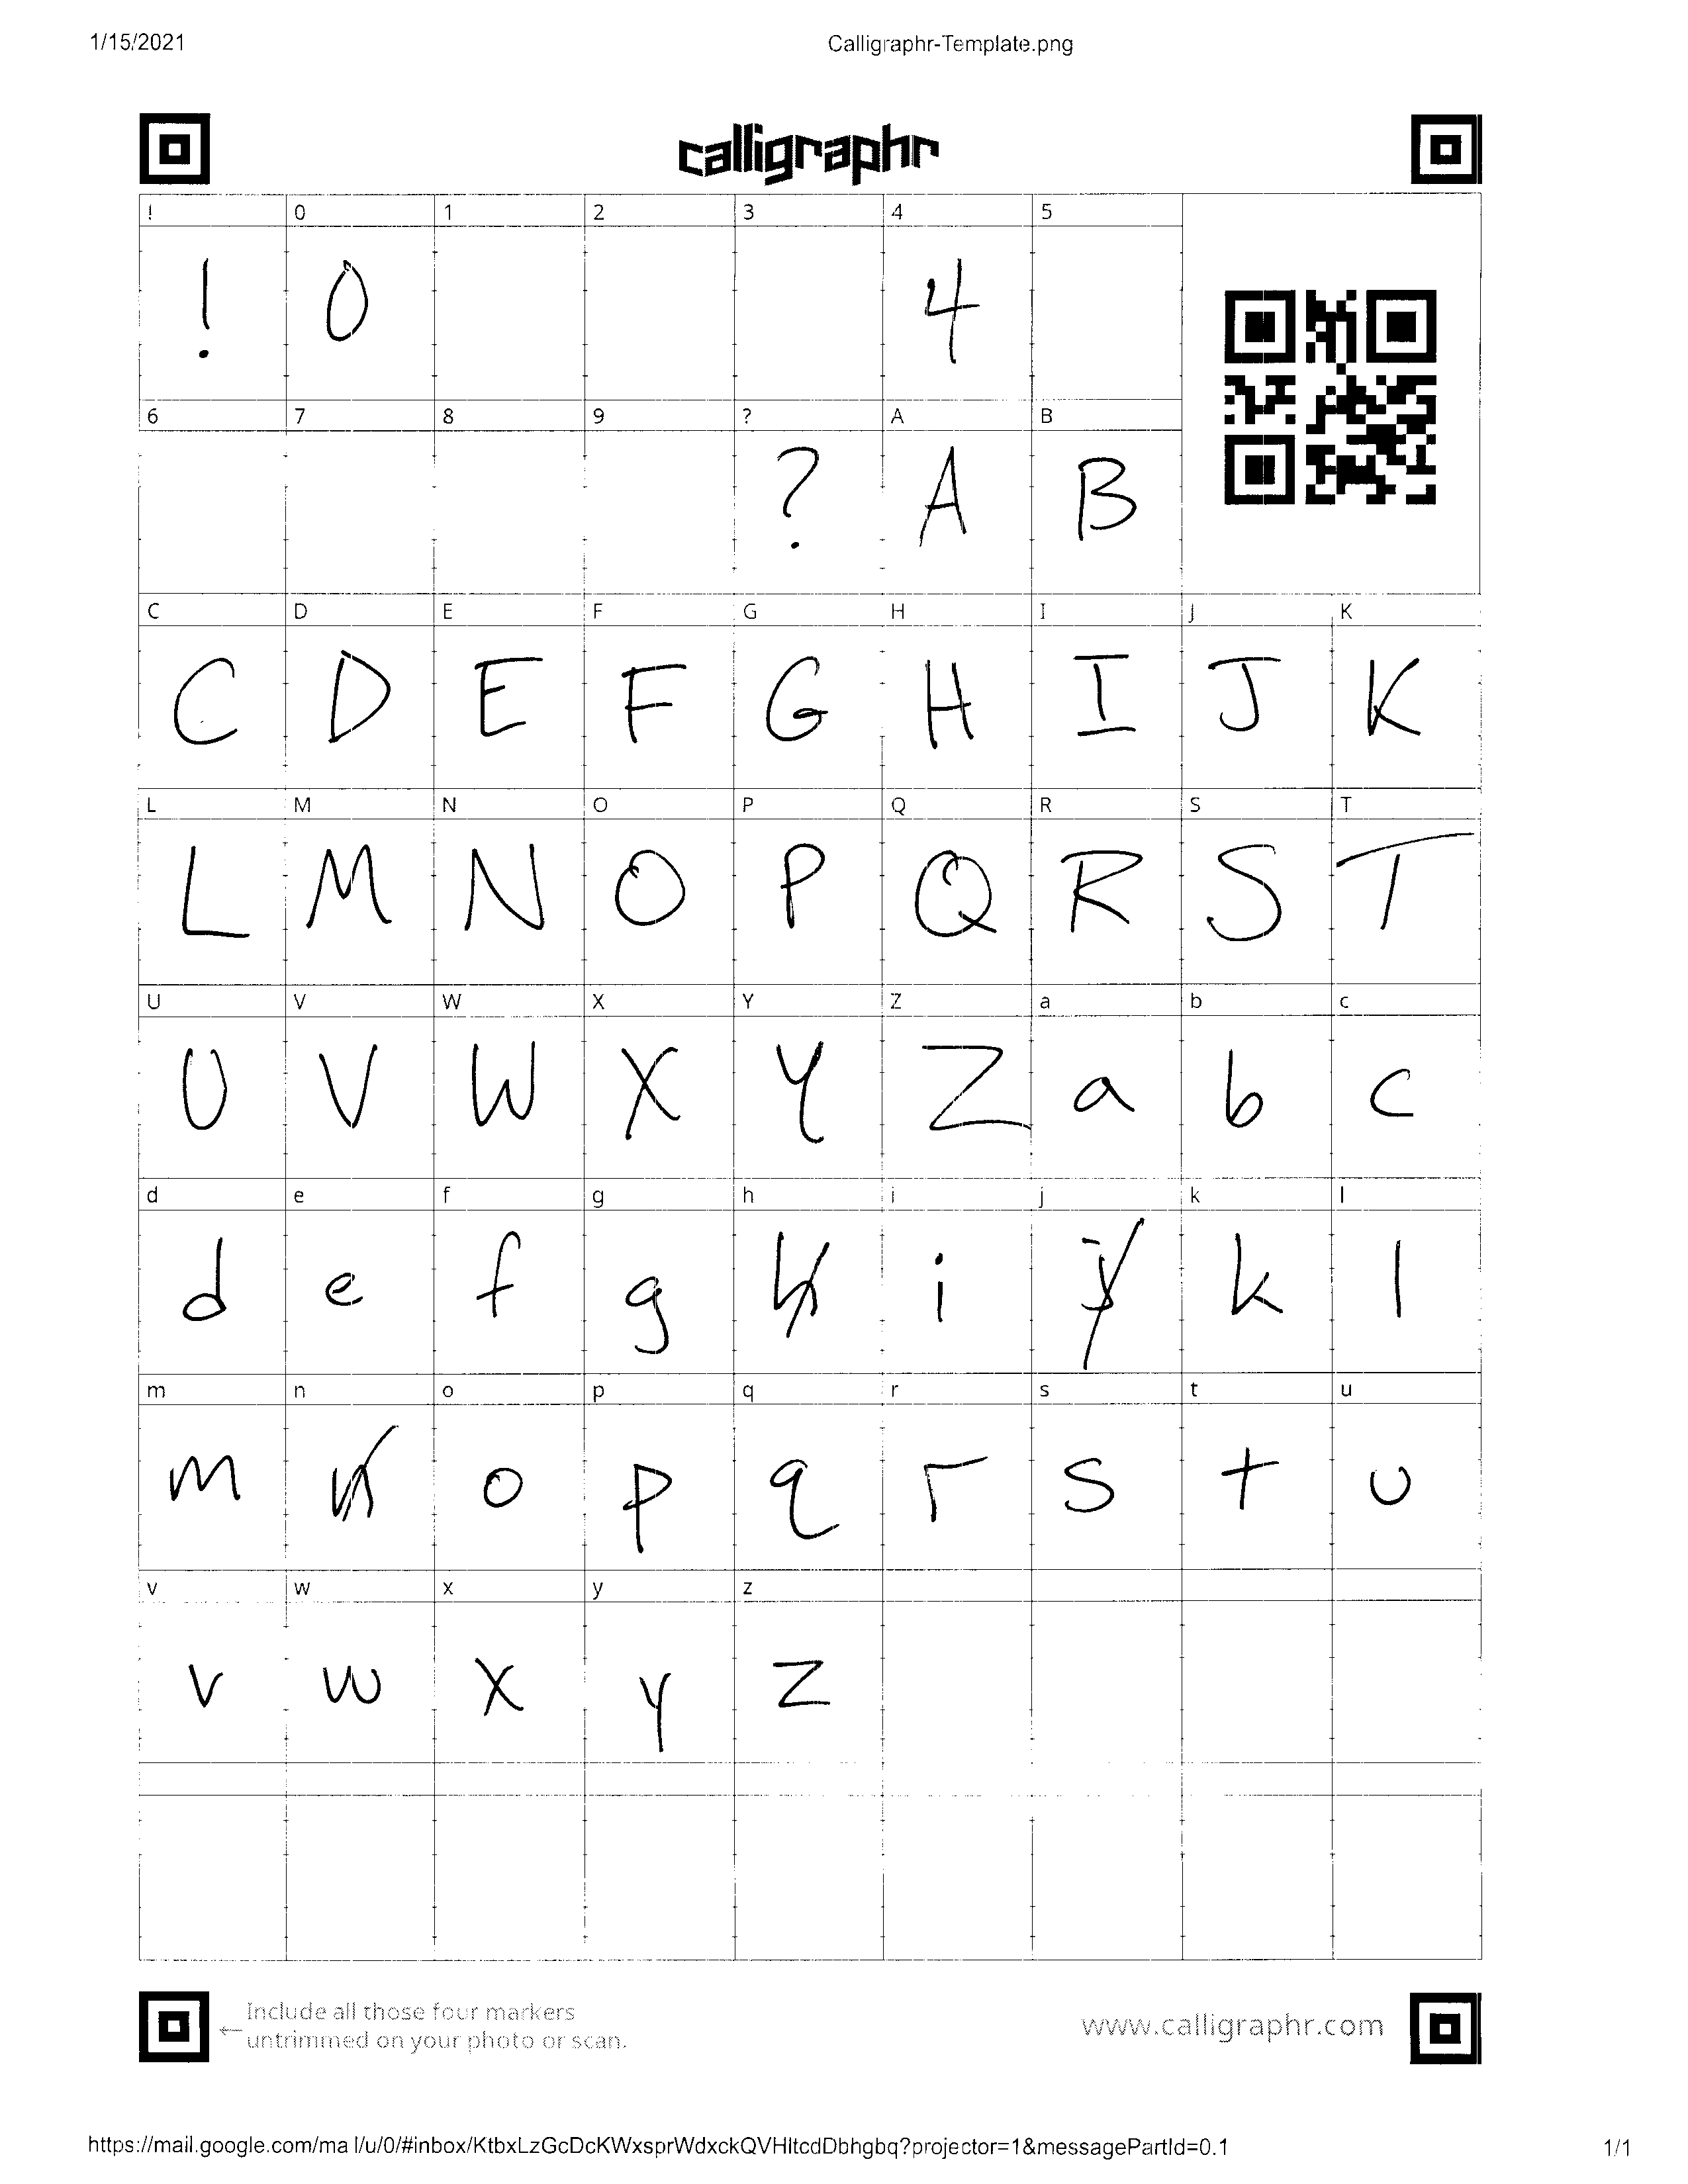 1/15/2021 Calligraphr-Template.png
calligraphr
! 0 1 2 3 4 5
! 0 4
6 7 8 9 ? A B
? A B
C D E F G H I J K
C D E F G H I J K
L M N O P Q R S T
L M N O P Q R S T
U V W X Y Z a b c
U V W X Y Z a b c
d e f g h i j k l
d e f g h i j k l
m n o p q r s t u
m n o p q r s t u
v w x y z
v w x y z
Include all those four markers
← untrimmed on your photo or scan. www.calligraphr.com
https://mail.google.com/ma l/u/0/#inbox/KtbxLzGcDcKWxsprWdxckQVHltcdDbhgbq?projector=1&messagePartId=0.1 1/1